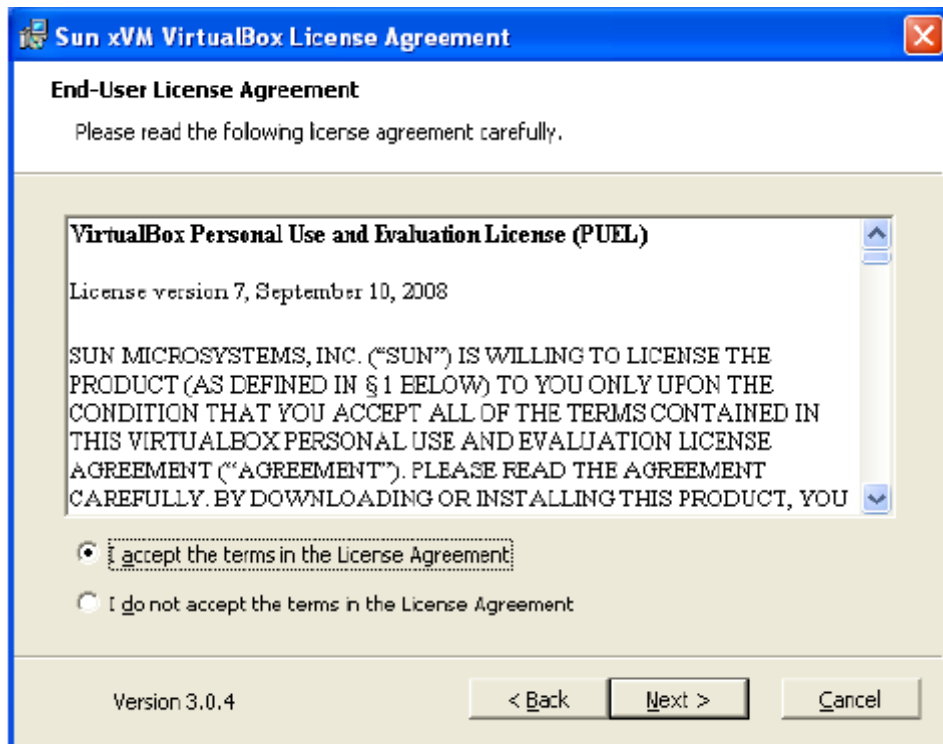 Sun xVM VirtualBox License Agreement
End-User License Agreement
Please read the following license agreement carefully.
VirtualBox Personal Use and Evaluation License (PUEL)
License version 7, September 10, 2008
SUN MICROSYSTEMS, INC. (“SUN”) IS WILLING TO LICENSE THE
PRODUCT (AS DEFINED IN § 1 BELOW) TO YOU ONLY UPON THE
CONDITION THAT YOU ACCEPT ALL OF THE TERMS CONTAINED IN
THIS VIRTUALBOX PERSONAL USE AND EVALUATION LICENSE
AGREEMENT (“AGREEMENT”). PLEASE READ THE AGREEMENT
CAREFULLY. BY DOWNLOADING OR INSTALLING THIS PRODUCT, YOU
I accept the terms in the License Agreement
I do not accept the terms in the License Agreement
Version 3.0.4
< Back
Next >
Cancel